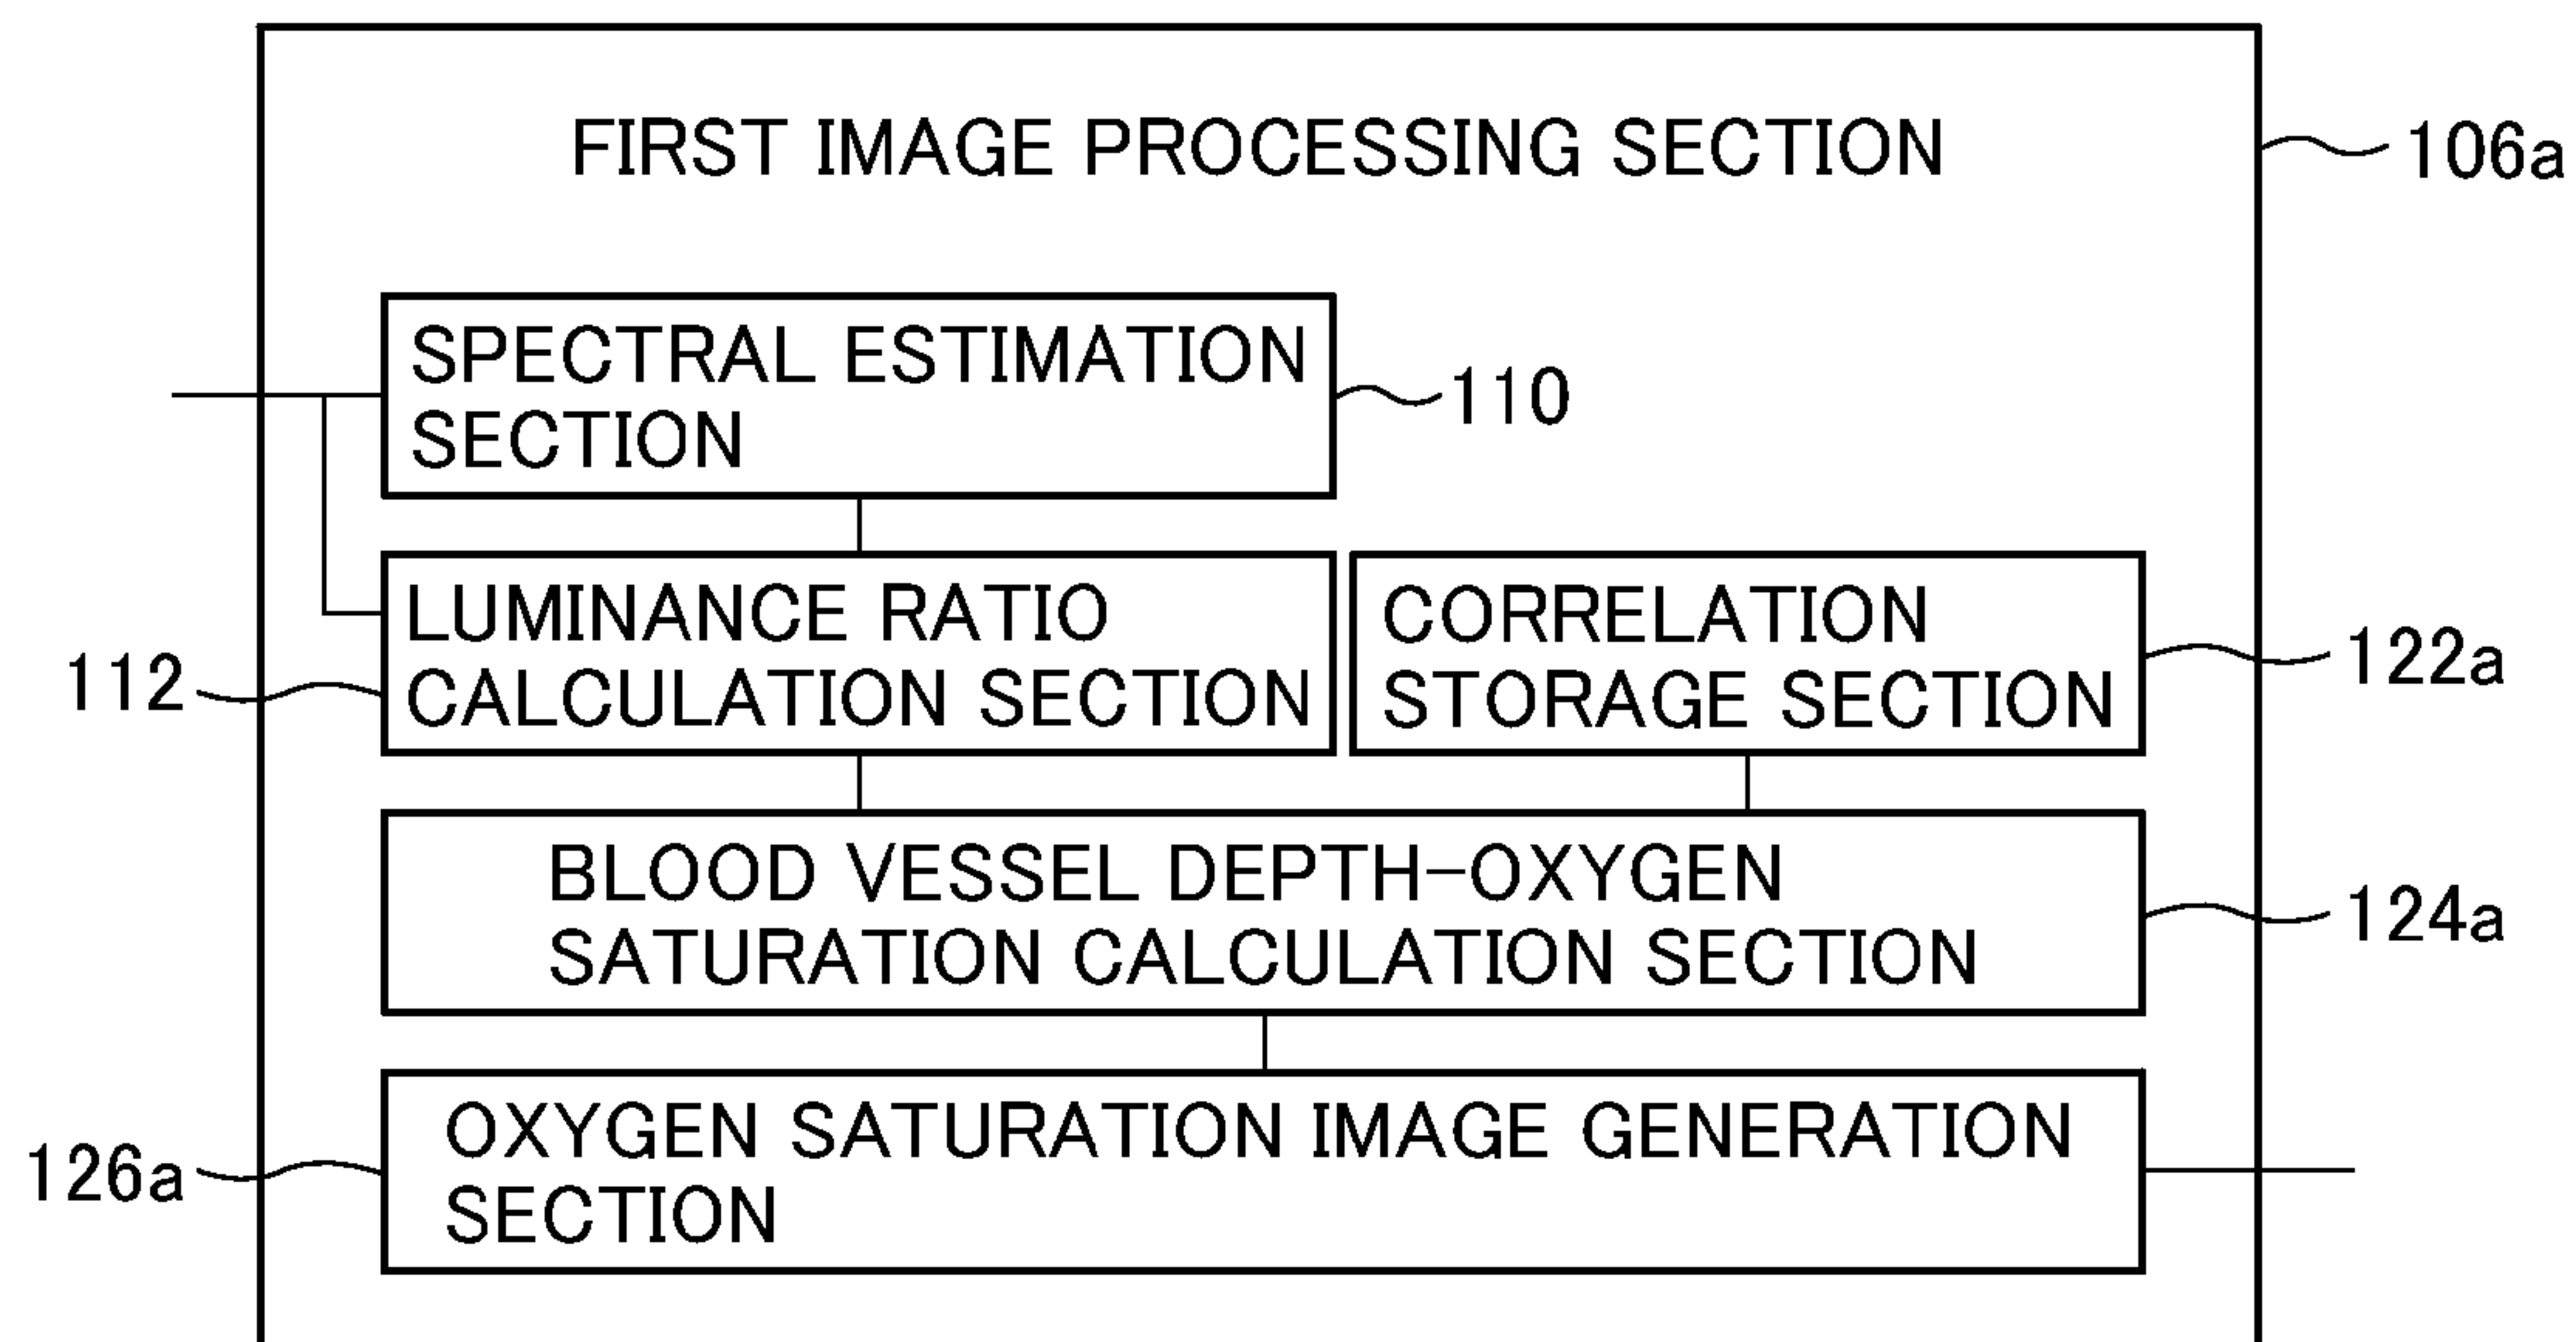 FIRST IMAGE PROCESSING SECTION
106a
SPECTRAL ESTIMATION
SECTION
110
LUMINANCE RATIO
CALCULATION SECTION
112
CORRELATION
STORAGE SECTION
122a
BLOOD VESSEL DEPTH-OXYGEN
SATURATION CALCULATION SECTION
124a
OXYGEN SATURATION IMAGE GENERATION
SECTION
126a